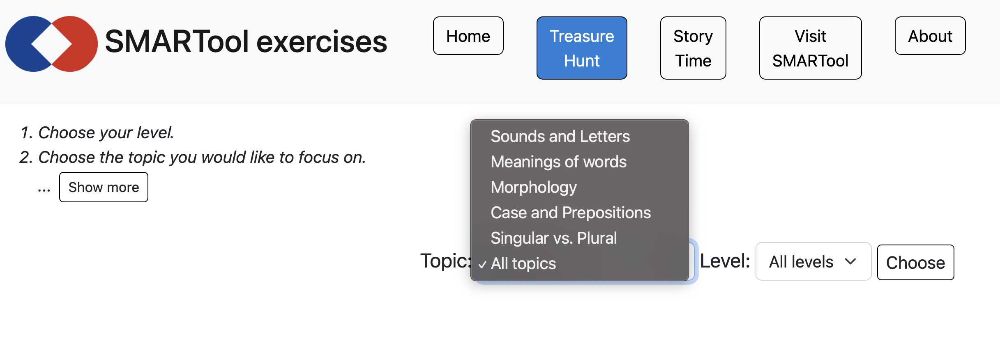 SMARTool exercises
Home
Treasure
Hunt
Story
Time
Visit
SMARTool
About
1. Choose your level.
2. Choose the topic you would like to focus on.
... Show more
Sounds and Letters
Meanings of words
Morphology
Case and Prepositions
Singular vs. Plural
Topic: ✓ All topics Level: All levels Choose